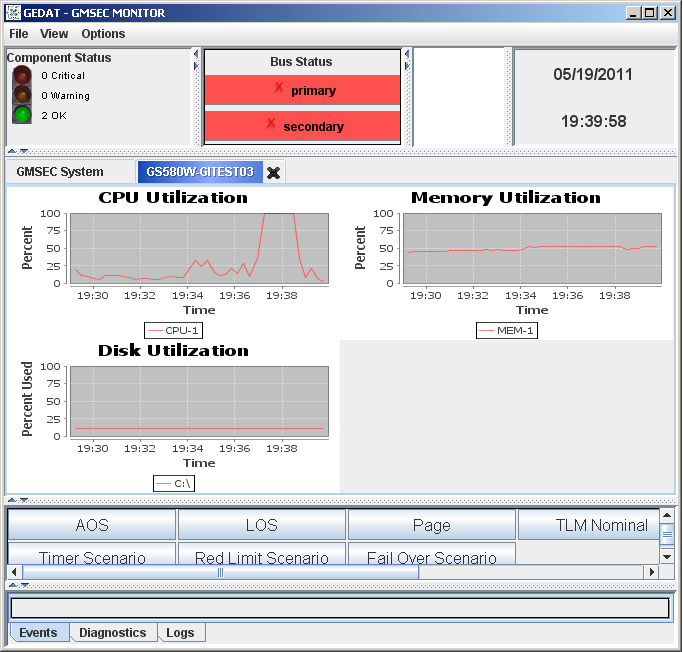 GEDAT - GMSEC MONITOR
File View Options
Component Status
0 Critical
0 Warning
2 OK
Bus Status
X primary
X secondary
05/19/2011
19:39:58
GMSEC System
GS580W-GITEST03
CPU Utilization
Percent
100
75
50
25
0
19:30 19:32 19:34 19:36 19:38
Time
CPU-1
Memory Utilization
Percent
100
75
50
25
0
19:30 19:32 19:34 19:36 19:38
Time
MEM-1
Disk Utilization
Percent Used
100
75
50
25
0
19:30 19:32 19:34 19:36 19:38
Time
C:\
AOS LOS Page TLM Nominal
Timer Scenario Red Limit Scenario Fail Over Scenario
Events Diagnostics Logs